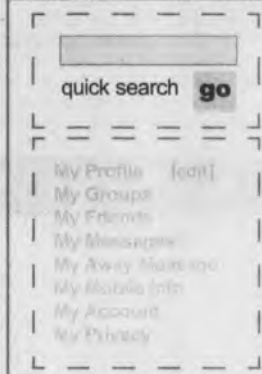 quick search go
My Profile [edit]
My Groups
My Friends
My Messages
My Away Message
My Mobile Info
My Account
My Privacy